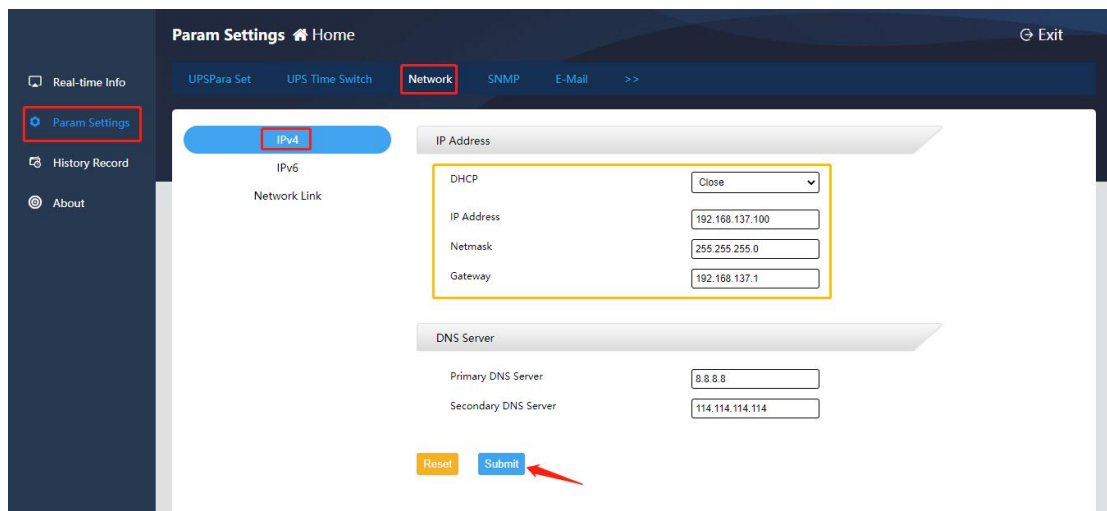 Param Settings Home
Exit
Real-time Info
Param Settings
History Record
About
UPSPara Set UPS Time Switch Network SNMP E-Mail >>
IPv4
IPv6
Network Link
IP Address
DHCP Close
IP Address 192.168.137.100
Netmask 255.255.255.0
Gateway 192.168.137.1
DNS Server
Primary DNS Server 8.8.8.8
Secondary DNS Server 114.114.114.114
Reset Submit